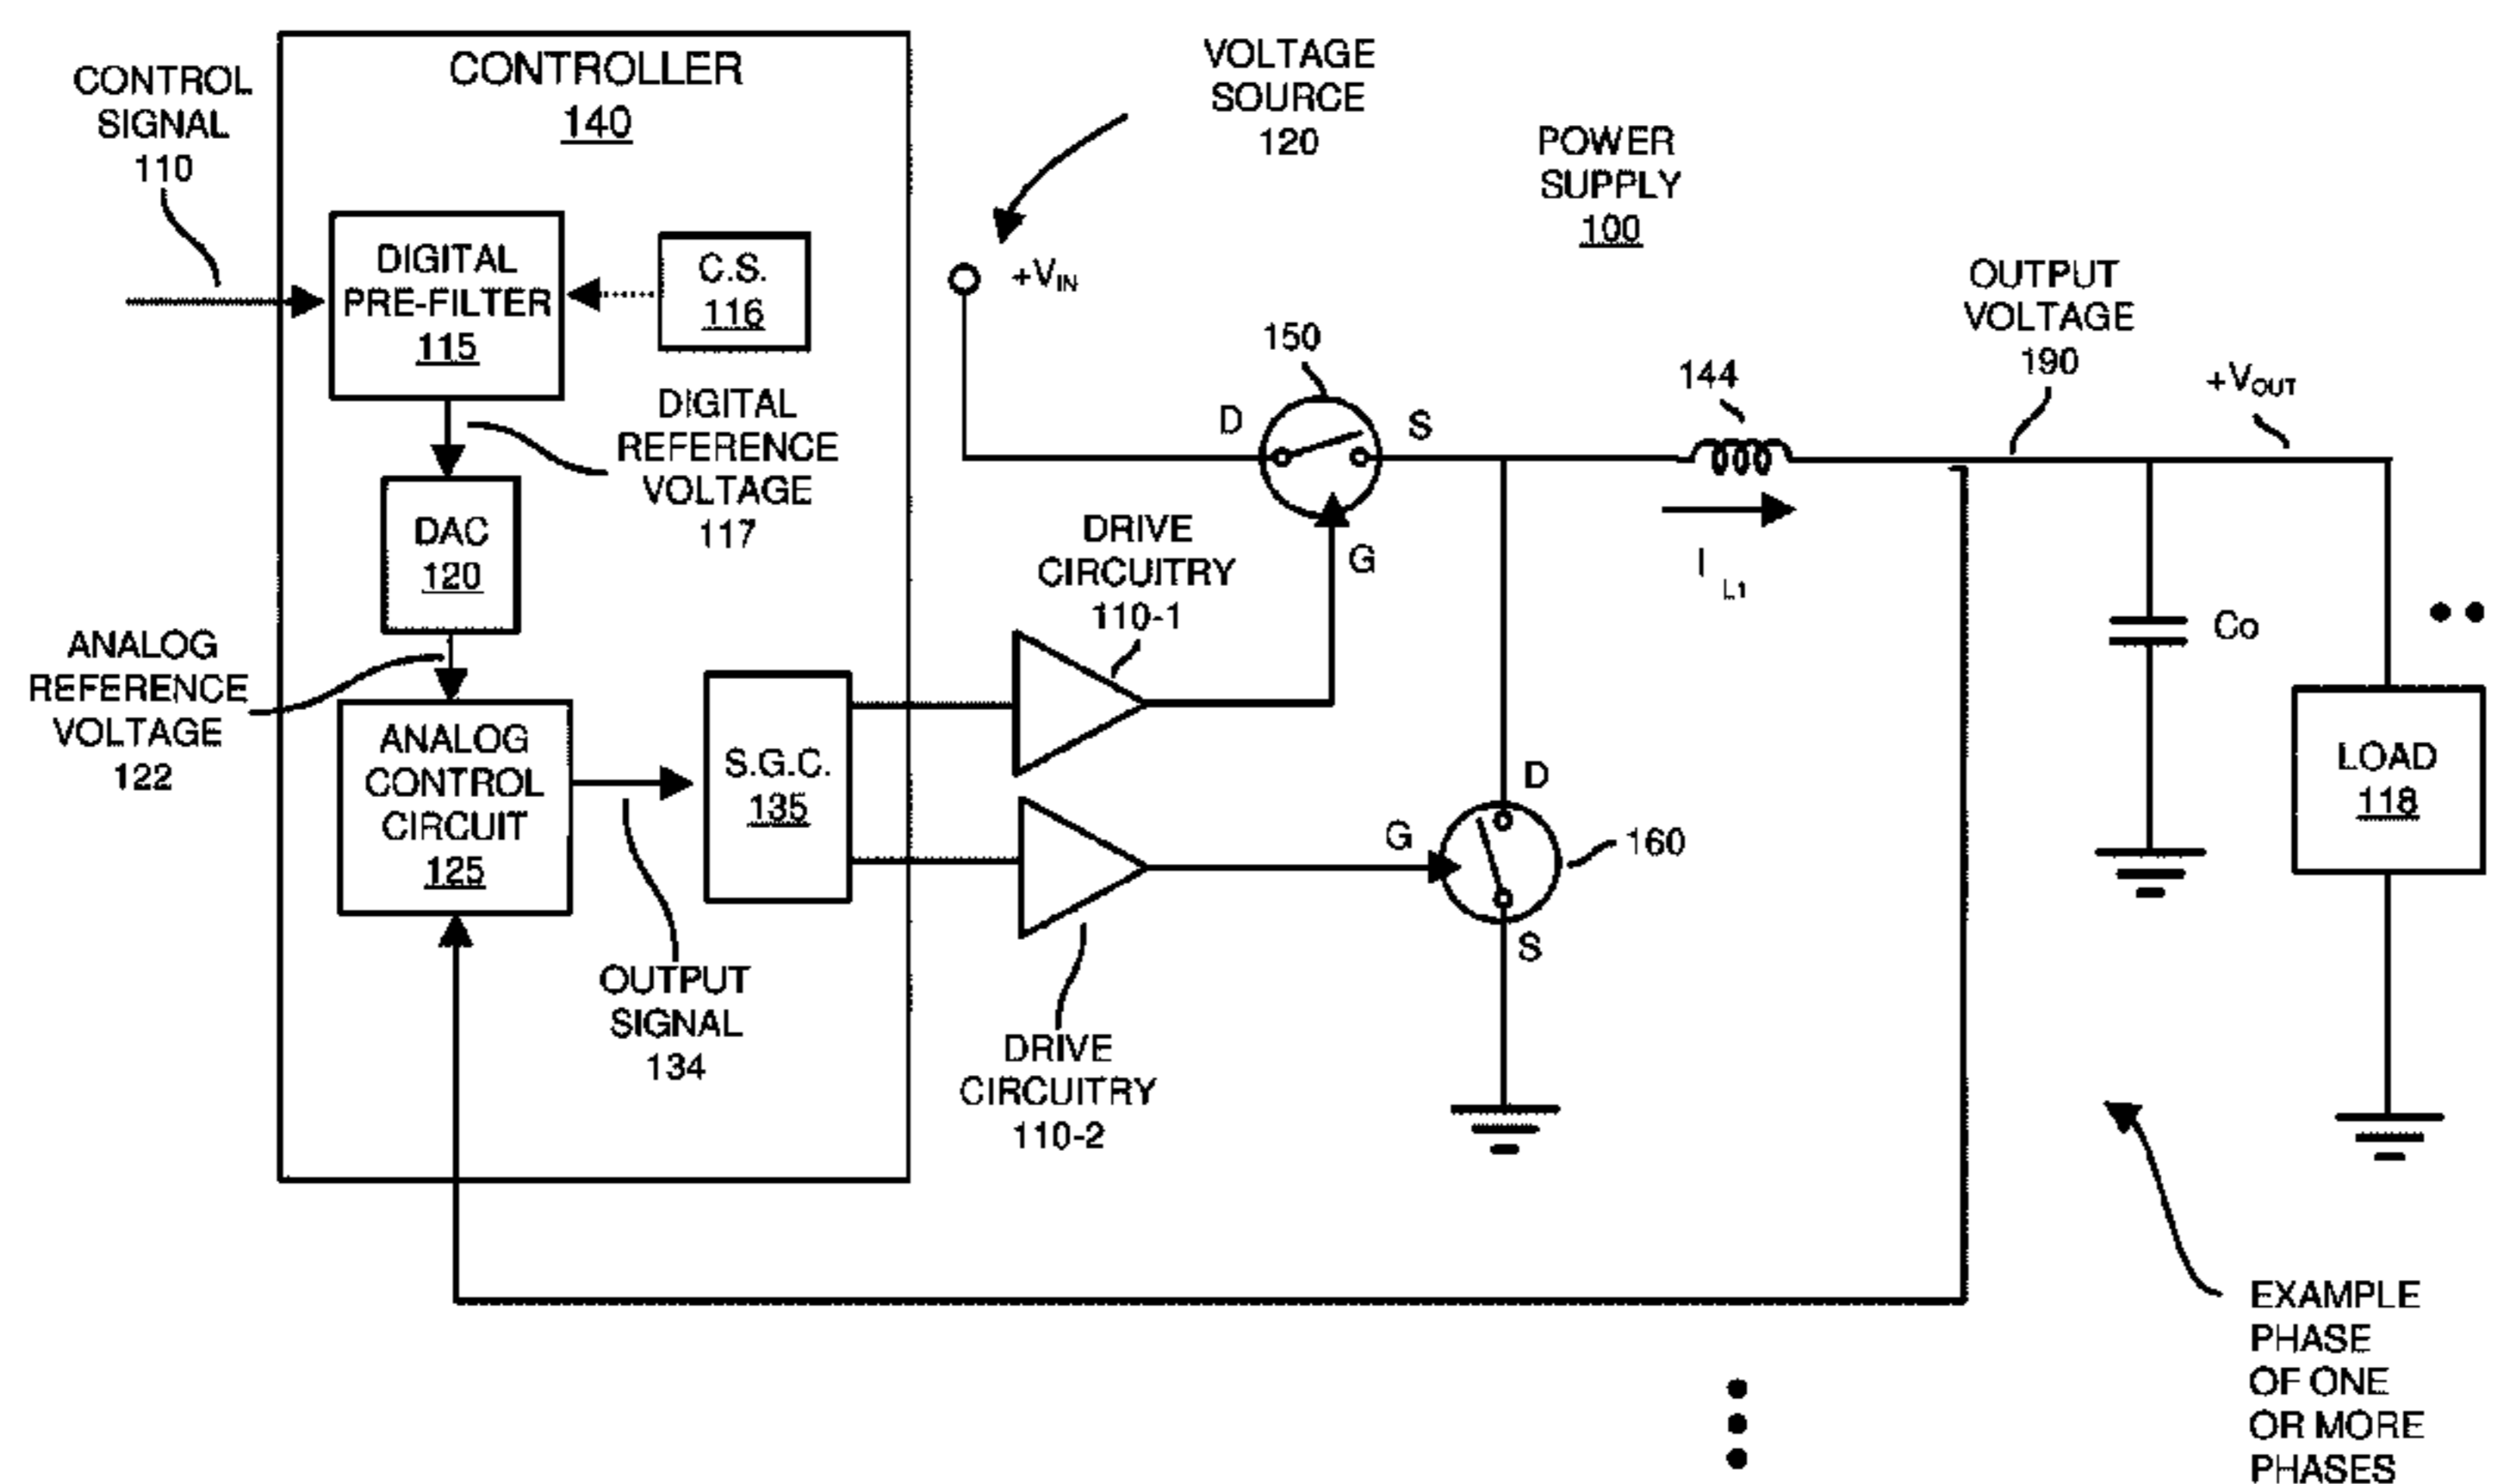 CONTROLLER
140
CONTROL
SIGNAL
110
DIGITAL
PRE-FILTER
115
C.S.
116
DIGITAL
REFERENCE
VOLTAGE
117
DAC
120
ANALOG
REFERENCE
VOLTAGE
122
ANALOG
CONTROL
CIRCUIT
125
S.G.C.
135
OUTPUT
SIGNAL
134
VOLTAGE
SOURCE
120
+VIN
POWER
SUPPLY
100
150
D
S
G
144
I L1
DRIVE
CIRCUITRY
110-1
DRIVE
CIRCUITRY
110-2
D
G
S
160
OUTPUT
VOLTAGE
190
+VOUT
Co
LOAD
118
EXAMPLE
PHASE
OF ONE
OR MORE
PHASES